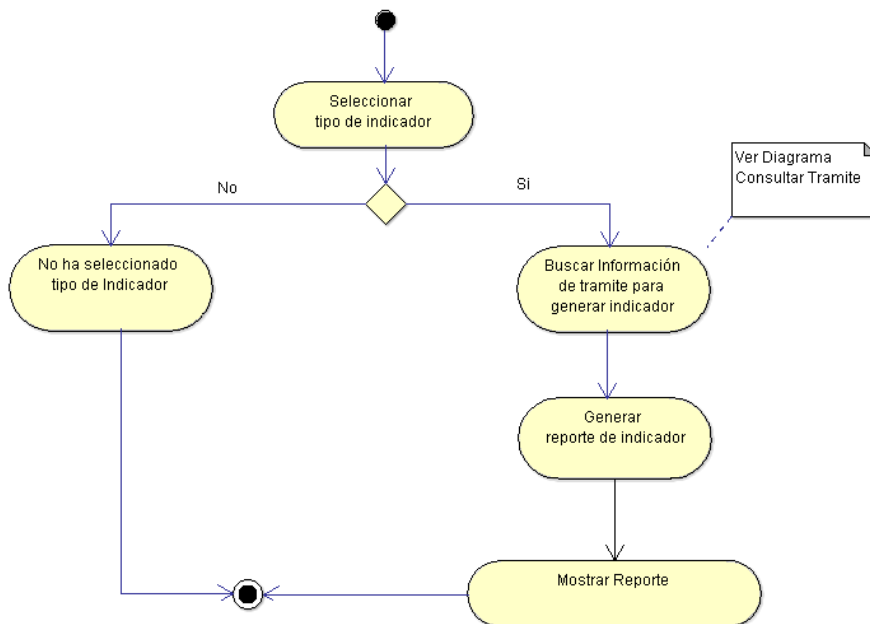 Seleccionar
tipo de indicador
No
Si
Ver Diagrama
Consultar Tramite
No ha seleccionado
tipo de Indicador
Buscar Información
de tramite para
generar indicador
Generar
reporte de indicador
Mostrar Reporte